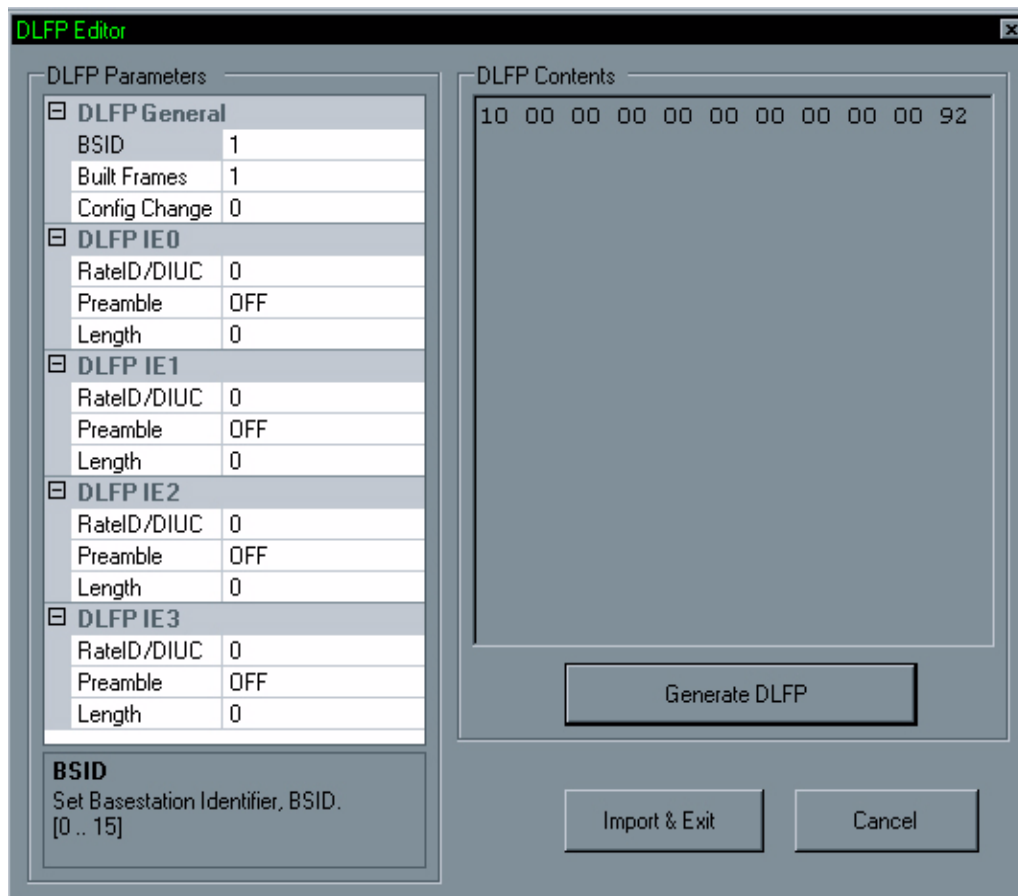 DLFP Editor
DLFP Parameters
DLFP General
BSID 1
Built Frames 1
Config Change 0
DLFP IE0
RateID/DIUC 0
Preamble OFF
Length 0
DLFP IE1
RateID/DIUC 0
Preamble OFF
Length 0
DLFP IE2
RateID/DIUC 0
Preamble OFF
Length 0
DLFP IE3
RateID/DIUC 0
Preamble OFF
Length 0
BSID
Set Basestation Identifier, BSID.
[0 .. 15]
DLFP Contents
10 00 00 00 00 00 00 00 00 00 92
Generate DLFP
Import & Exit
Cancel